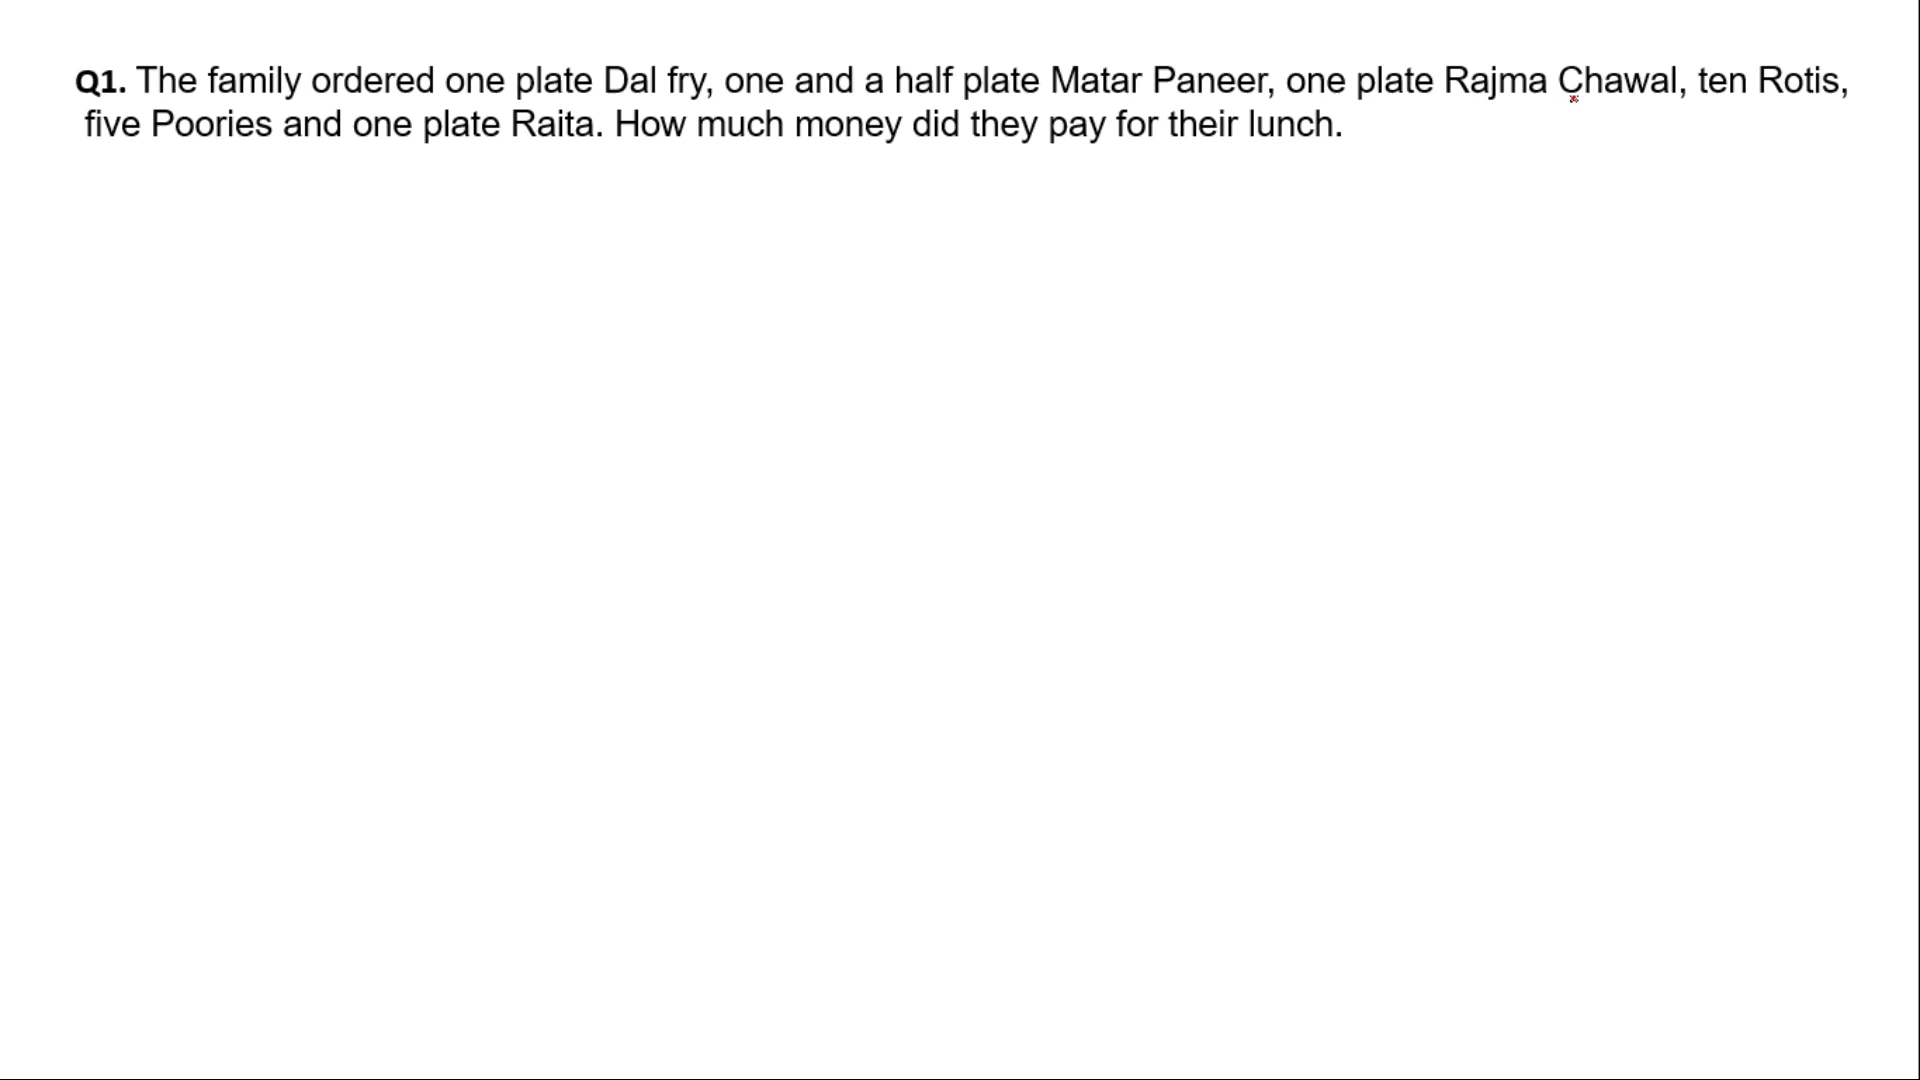 Q1. The family ordered one plate Dal fry, one and a half plate Matar Paneer, one plate Rajma Chawal, ten Rotis,
five Poories and one plate Raita. How much money did they pay for their lunch.